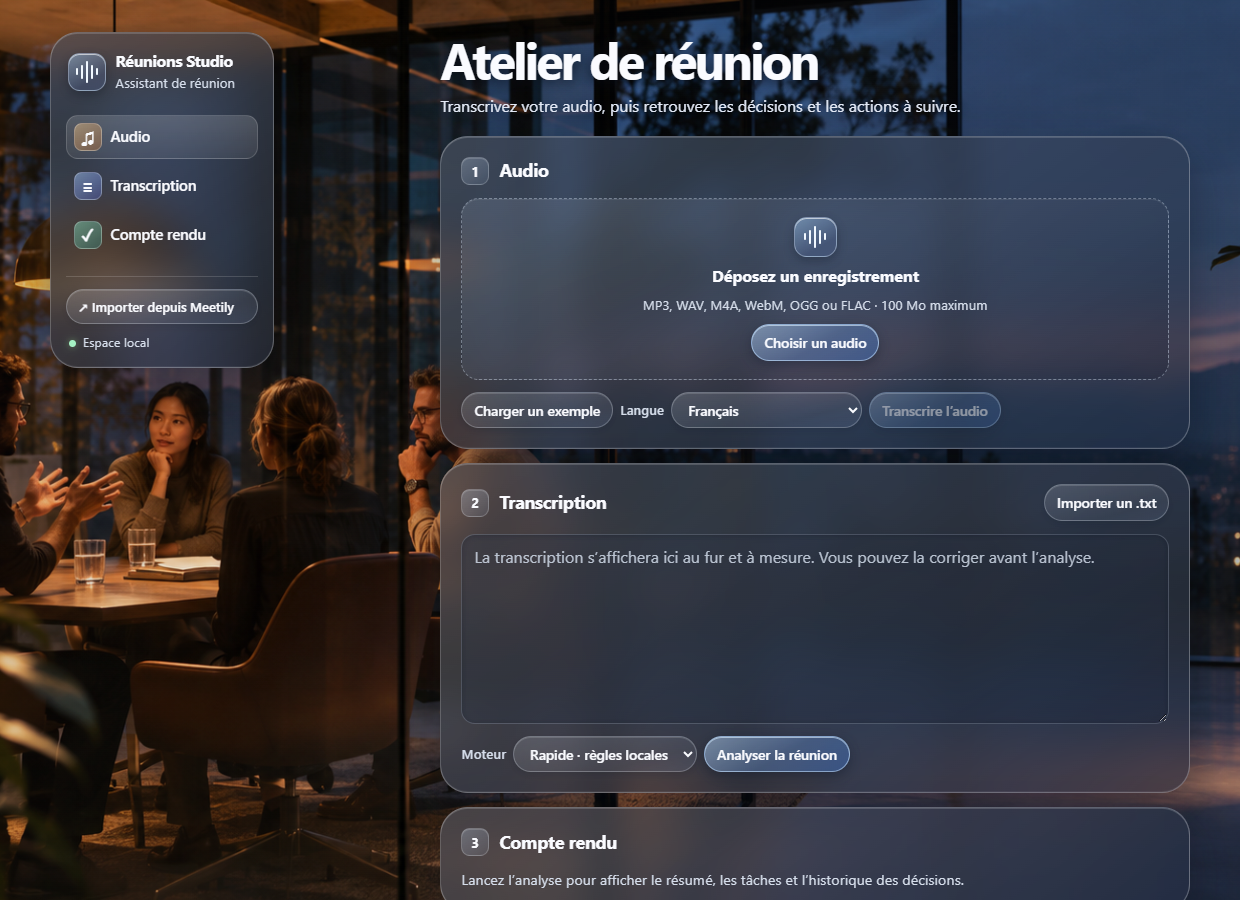 Réunions Studio
Assistant de réunion
Audio
Transcription
Compte rendu
↗ Importer depuis Meetily
Espace local
Atelier de réunion
Transcrivez votre audio, puis retrouvez les décisions et les actions à suivre.
1 Audio
Déposez un enregistrement
MP3, WAV, M4A, WebM, OGG ou FLAC · 100 Mo maximum
Choisir un audio
Charger un exemple Langue Français Transcrire l’audio
2 Transcription Importer un .txt
La transcription s’affichera ici au fur et à mesure. Vous pouvez la corriger avant l’analyse.
Moteur Rapide · règles locales Analyser la réunion
3 Compte rendu
Lancez l’analyse pour afficher le résumé, les tâches et l’historique des décisions.